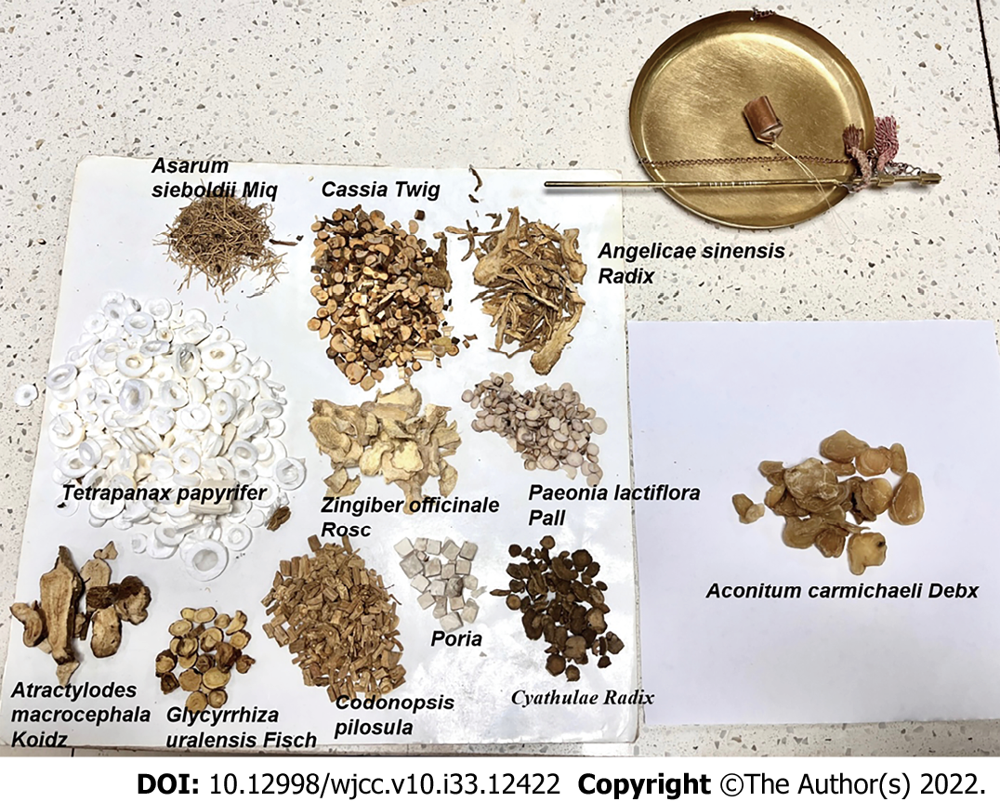 Asarum
sieboldii Miq
Cassia Twig
Angelicae sinensis
Radix
Tetrapanax papyrifer
Zingiber officinale
Rosc
Paeonia lactiflora
Pall
Aconitum carmichaeli Debx
Poria
Atractylodes
macrocephala
Koidz
Glycyrrhiza
uralensis Fisch
Codonopsis
pilosula
Cyathulae Radix
DOI: 10.12998/wjcc.v10.i33.12422 Copyright ©The Author(s) 2022.